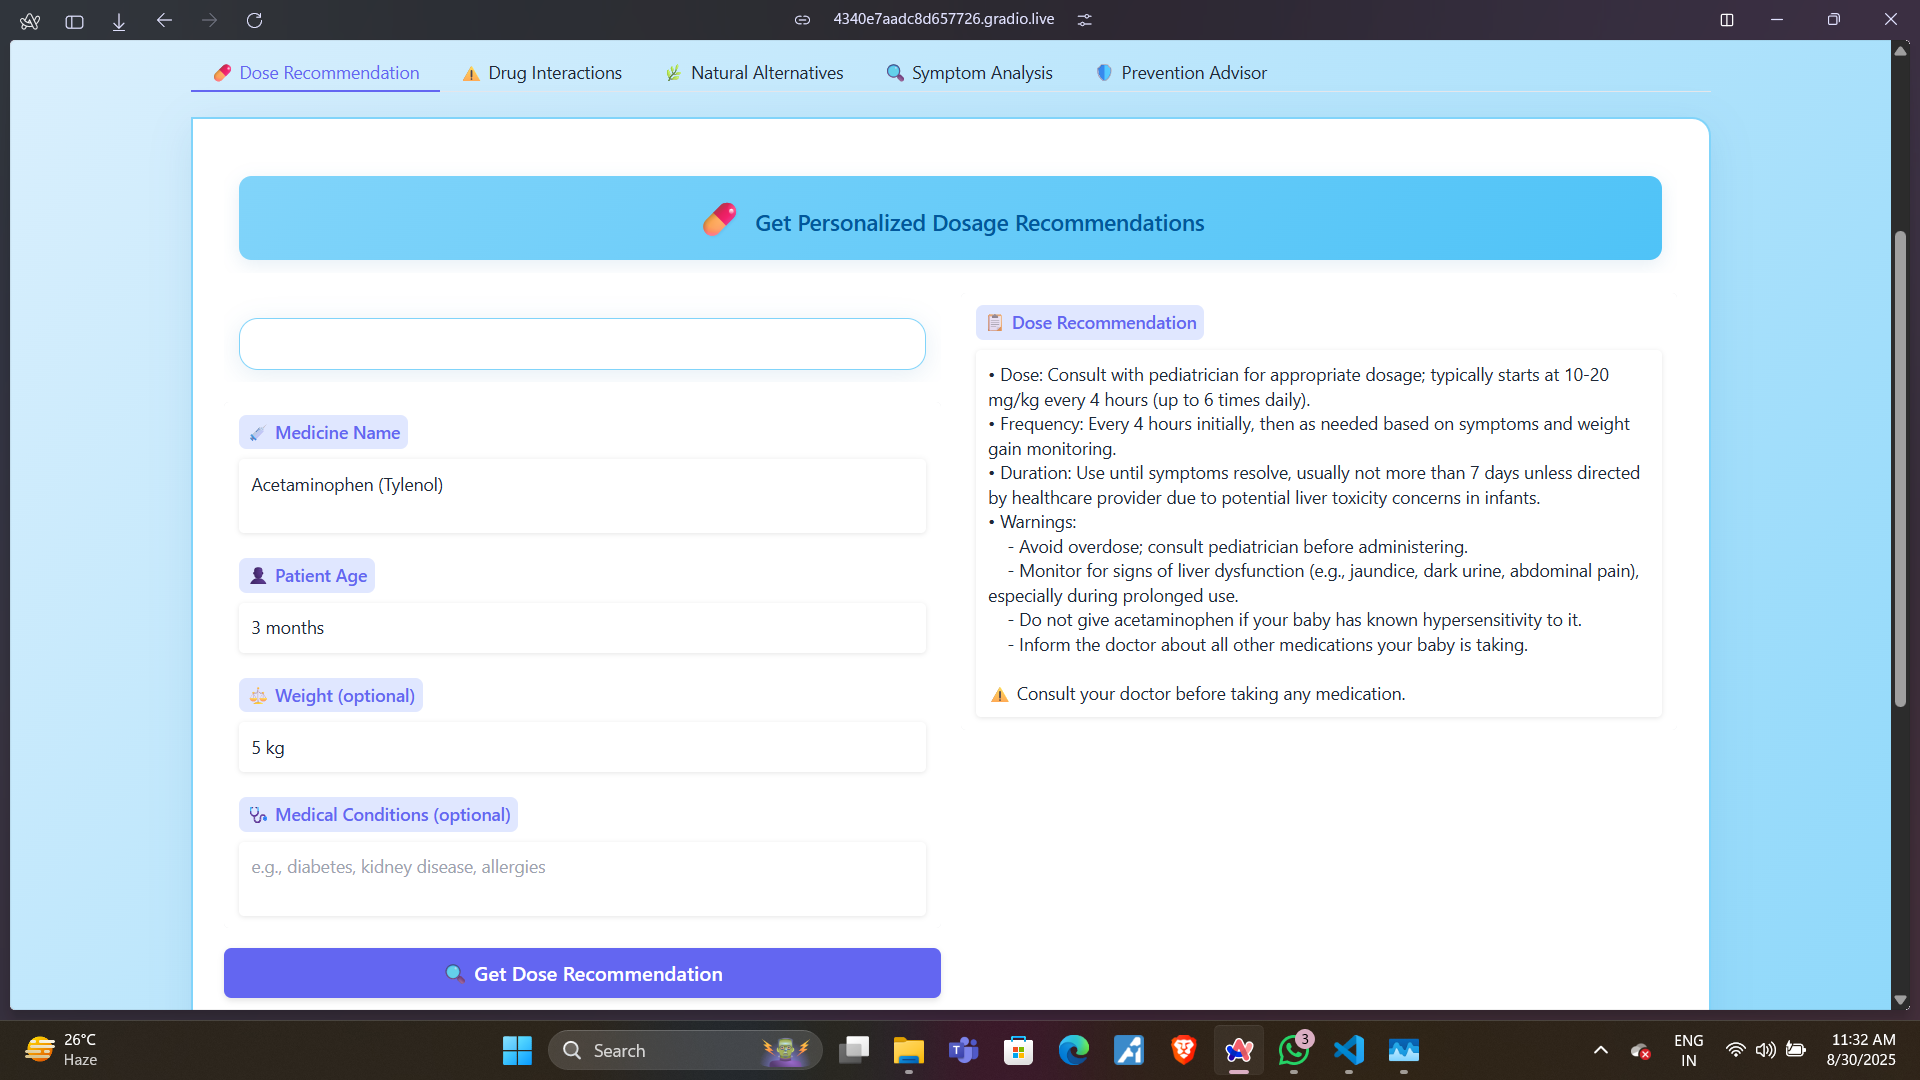 4340e7aadc8d657726.gradio.live
Dose Recommendation
Drug Interactions
Natural Alternatives
Symptom Analysis
Prevention Advisor
Get Personalized Dosage Recommendations
Medicine Name
Acetaminophen (Tylenol)
Patient Age
3 months
Weight (optional)
5 kg
Medical Conditions (optional)
e.g., diabetes, kidney disease, allergies
Get Dose Recommendation
Dose Recommendation
• Dose: Consult with pediatrician for appropriate dosage; typically starts at 10-20
mg/kg every 4 hours (up to 6 times daily).
• Frequency: Every 4 hours initially, then as needed based on symptoms and weight
gain monitoring.
• Duration: Use until symptoms resolve, usually not more than 7 days unless directed
by healthcare provider due to potential liver toxicity concerns in infants.
• Warnings:
- Avoid overdose; consult pediatrician before administering.
- Monitor for signs of liver dysfunction (e.g., jaundice, dark urine, abdominal pain),
especially during prolonged use.
- Do not give acetaminophen if your baby has known hypersensitivity to it.
- Inform the doctor about all other medications your baby is taking.
Consult your doctor before taking any medication.
26°C
Haze
Search
3
ENG
IN
11:32 AM
8/30/2025